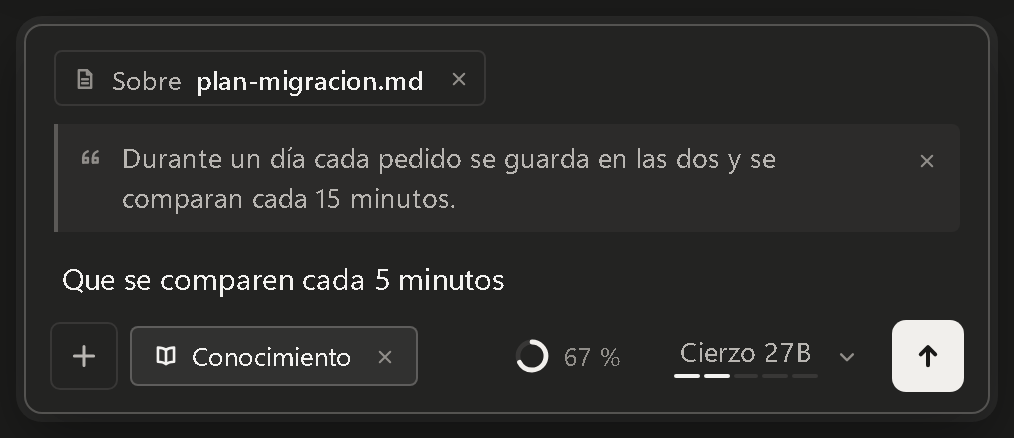 Sobre plan-migracion.md
Durante un día cada pedido se guarda en las dos y se
comparan cada 15 minutos.
Que se comparen cada 5 minutos
Conocimiento 67 % Cierzo 27B